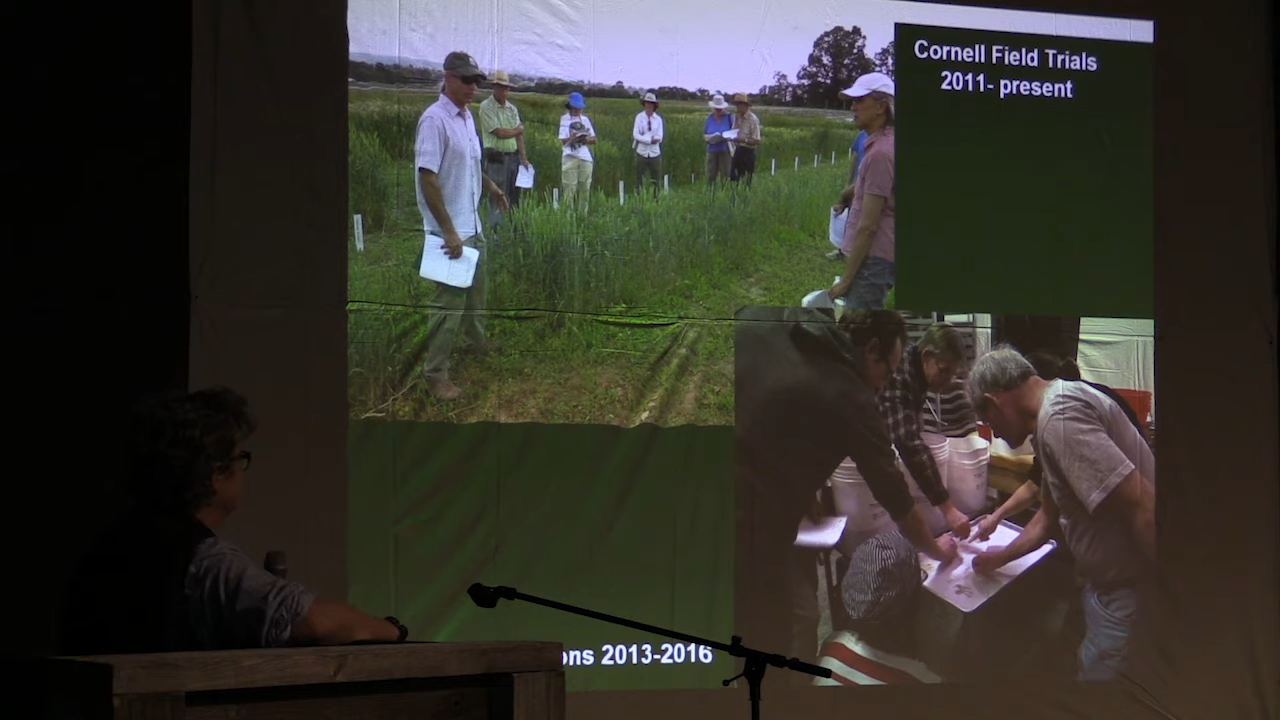 Cornell Field Trials
2011- present
ons 2013-2016